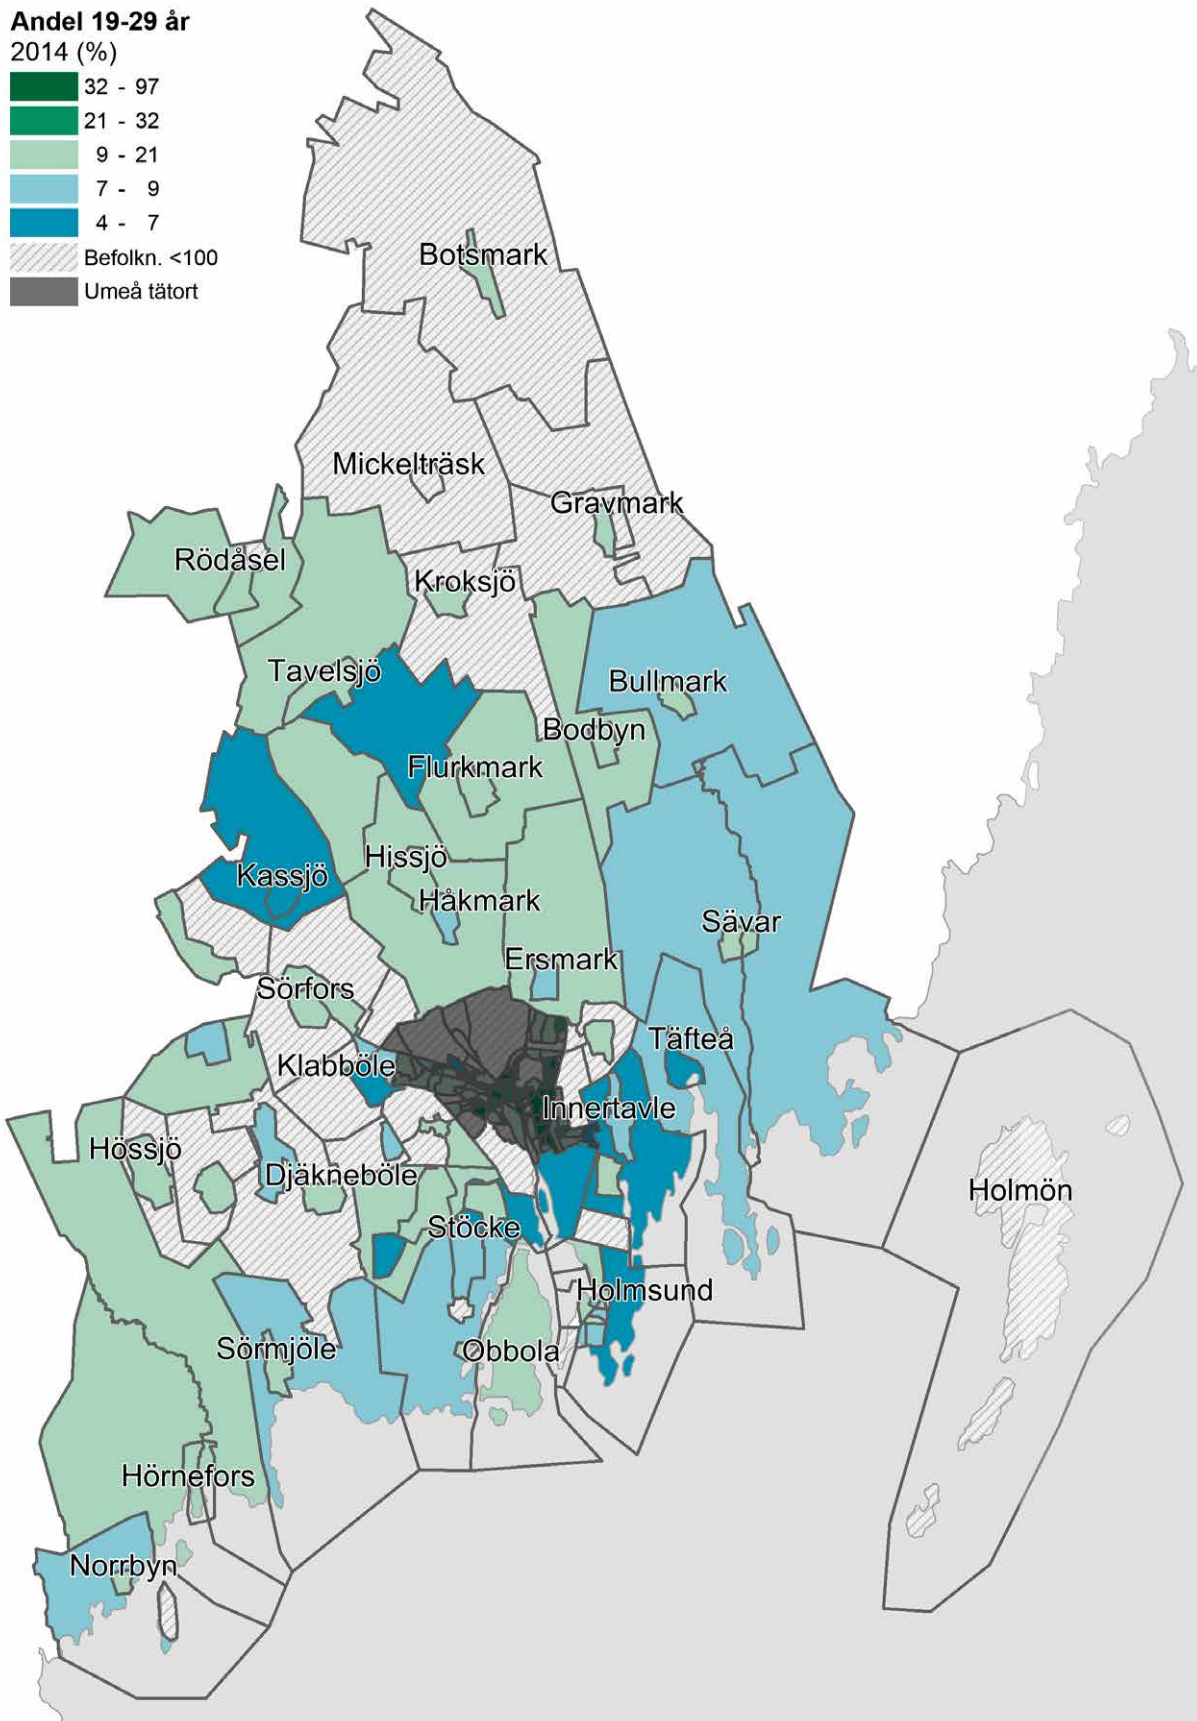 Andel 19-29 år
2014 (%)
32 - 97
21 - 32
9 - 21
7 - 9
4 - 7
Befolkn. <100
Umeå tätort
Botsmark
Mickelträsk
Gravmark
Rödåsel
Kroksjö
Tavelsjö
Bullmark
Bodbyn
Flurkmark
Hissjö
Kassjö
Håkmark
Sävar
Ersmark
Sörfors
Täfteå
Klabböle
Innertavle
Hössjö
Djäkneböle
Holmön
Stöcke
Holmsund
Sörmjöle
Obbola
Hörnefors
Norrbyn